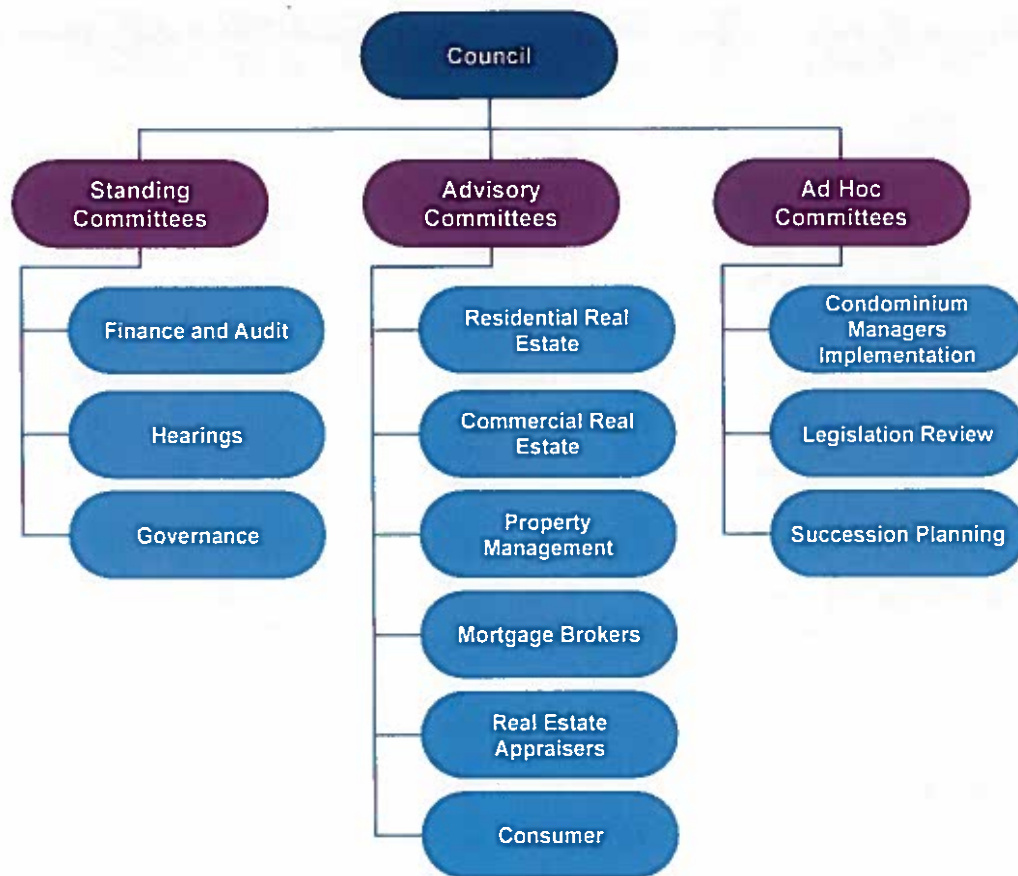 Council
Standing
Committees
Finance and Audit
Hearings
Governance
Advisory
Committees
Residential Real
Estate
Commercial Real
Estate
Property
Management
Mortgage Brokers
Real Estate
Appraisers
Consumer
Ad Hoc
Committees
Condominium
Managers
Implementation
Legislation Review
Succession Planning